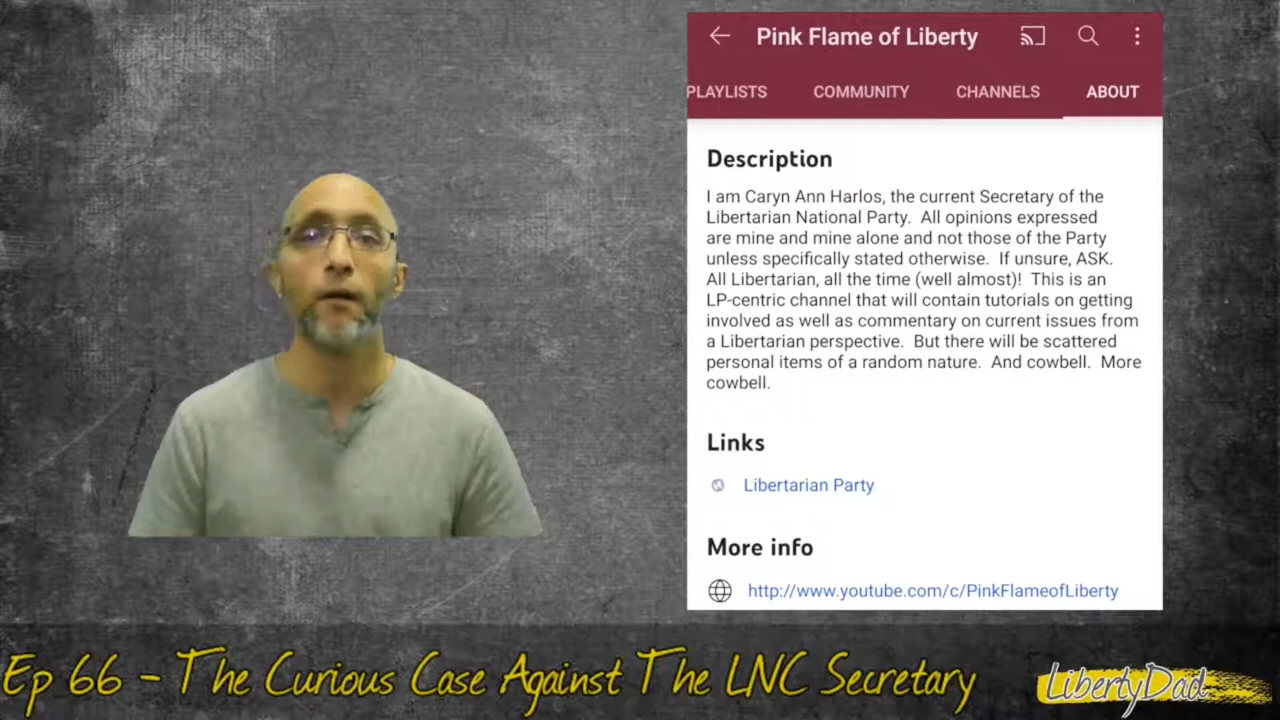 Pink Flame of Liberty
PLAYLISTS COMMUNITY CHANNELS ABOUT
Description
I am Caryn Ann Harlos, the current Secretary of the
Libertarian National Party. All opinions expressed
are mine and mine alone and not those of the Party
unless specifically stated otherwise. If unsure, ASK.
All Libertarian, all the time (well almost)! This is an
LP-centric channel that will contain tutorials on getting
involved as well as commentary on current issues from
a Libertarian perspective. But there will be scattered
personal items of a random nature. And cowbell. More
cowbell.
Links
Libertarian Party
More info
http://www.youtube.com/c/PinkFlameofLiberty
Ep 66 - The Curious Case Against The LNC Secretary
LibertyDad